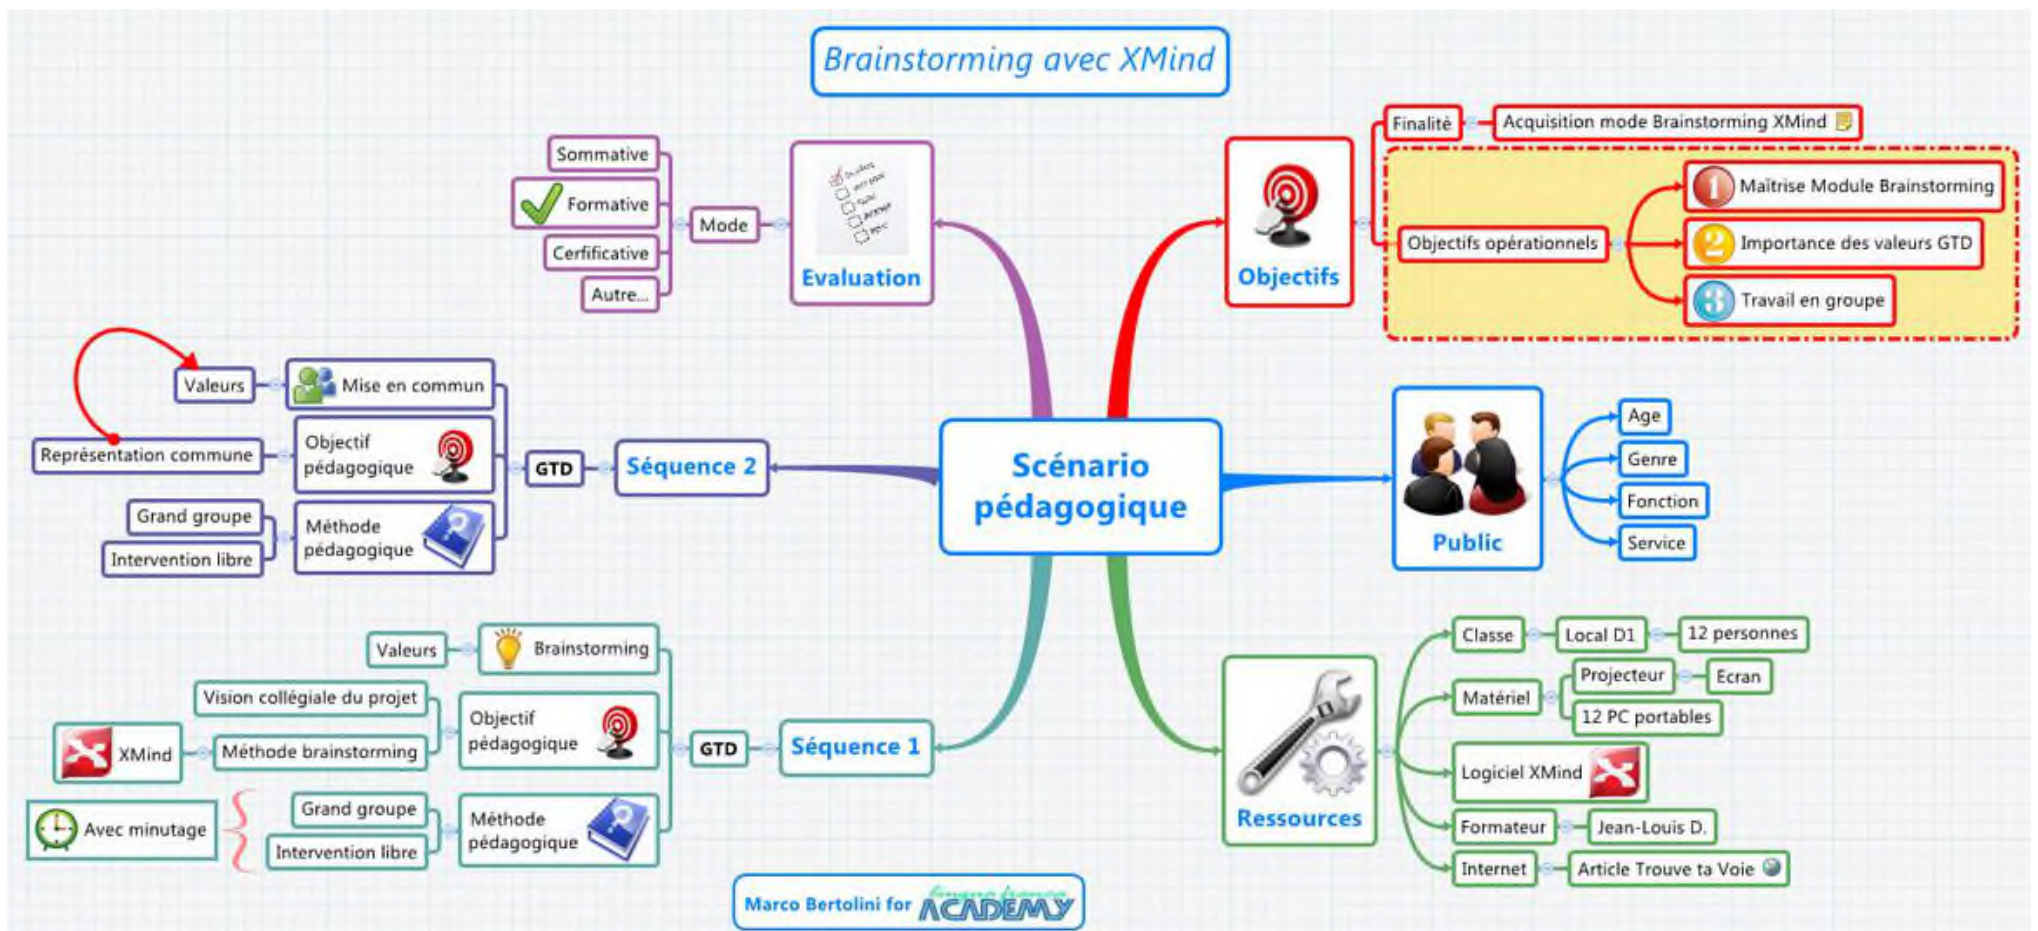 Brainstorming avec XMind
Scénario
pédagogique
Objectifs
Finalité
Acquisition mode Brainstorming XMind
Objectifs opérationnels
1
Maîtrise Module Brainstorming
2
Importance des valeurs GTD
3
Travail en groupe
Public
Age
Genre
Fonction
Service
Ressources
Classe
Local D1
12 personnes
Matériel
Projecteur
Ecran
12 PC portables
Logiciel XMind
Formateur
Jean-Louis D.
Internet
Article Trouve ta Voie
Séquence 1
GTD
Brainstorming
Valeurs
Objectif
pédagogique
Vision collégiale du projet
Méthode brainstorming
XMind
Méthode
pédagogique
Grand groupe
Intervention libre
Avec minutage
Séquence 2
GTD
Mise en commun
Valeurs
Objectif
pédagogique
Représentation commune
Méthode
pédagogique
Grand groupe
Intervention libre
Evaluation
Mode
Sommative
Formative
Cerfificative
Autre...
Marco Bertolini for
lingua franca
ACADEMY